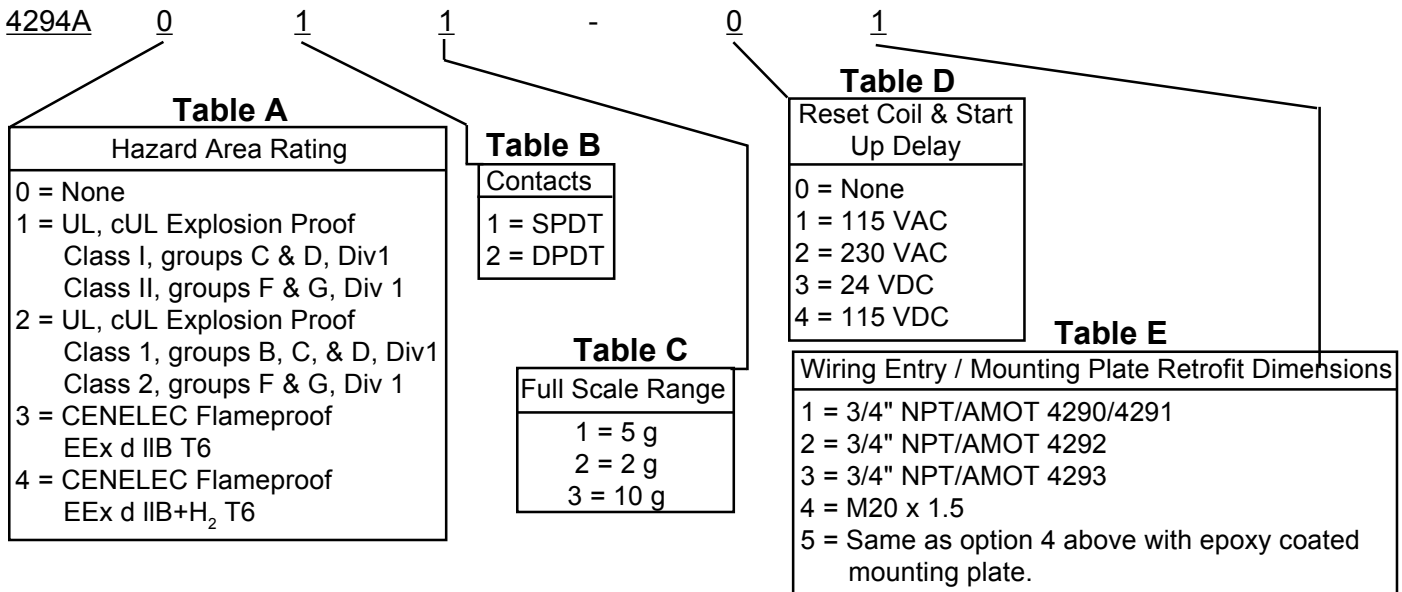 4294A 0 1 1 - 0 1
Table A
Hazard Area Rating
0 = None
1 = UL, cUL Explosion Proof
Class I, groups C & D, Div1
Class II, groups F & G, Div 1
2 = UL, cUL Explosion Proof
Class 1, groups B, C, & D, Div1
Class 2, groups F & G, Div 1
3 = CENELEC Flameproof
EEx d llB T6
4 = CENELEC Flameproof
EEx d llB+H₂ T6
Table B
Contacts
1 = SPDT
2 = DPDT
Table C
Full Scale Range
1 = 5 g
2 = 2 g
3 = 10 g
Table D
Reset Coil & Start
Up Delay
0 = None
1 = 115 VAC
2 = 230 VAC
3 = 24 VDC
4 = 115 VDC
Table E
Wiring Entry / Mounting Plate Retrofit Dimensions
1 = 3/4" NPT/AMOT 4290/4291
2 = 3/4" NPT/AMOT 4292
3 = 3/4" NPT/AMOT 4293
4 = M20 x 1.5
5 = Same as option 4 above with epoxy coated
mounting plate.